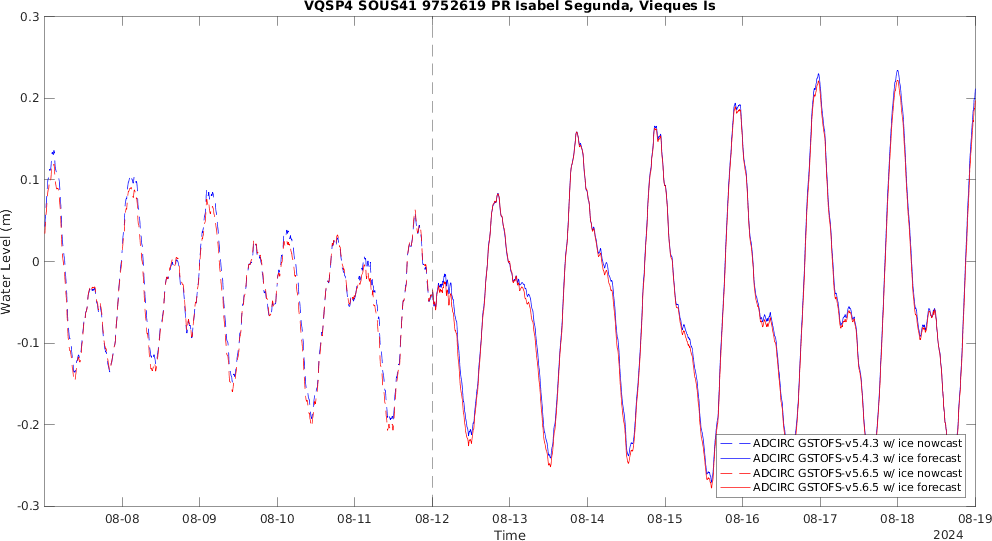 VQSP4 SOUS41 9752619 PR Isabel Segunda, Vieques Is
0.3
0.2
0.1
0
-0.1
-0.2
-0.3
Water Level (m)
ADCIRC GSTOFS-v5.4.3 w/ ice nowcast
ADCIRC GSTOFS-v5.4.3 w/ ice forecast
ADCIRC GSTOFS-v5.6.5 w/ ice nowcast
ADCIRC GSTOFS-v5.6.5 w/ ice forecast
08-08 08-09 08-10 08-11 08-12 08-13 08-14 08-15 08-16 08-17 08-18 08-19
Time
2024